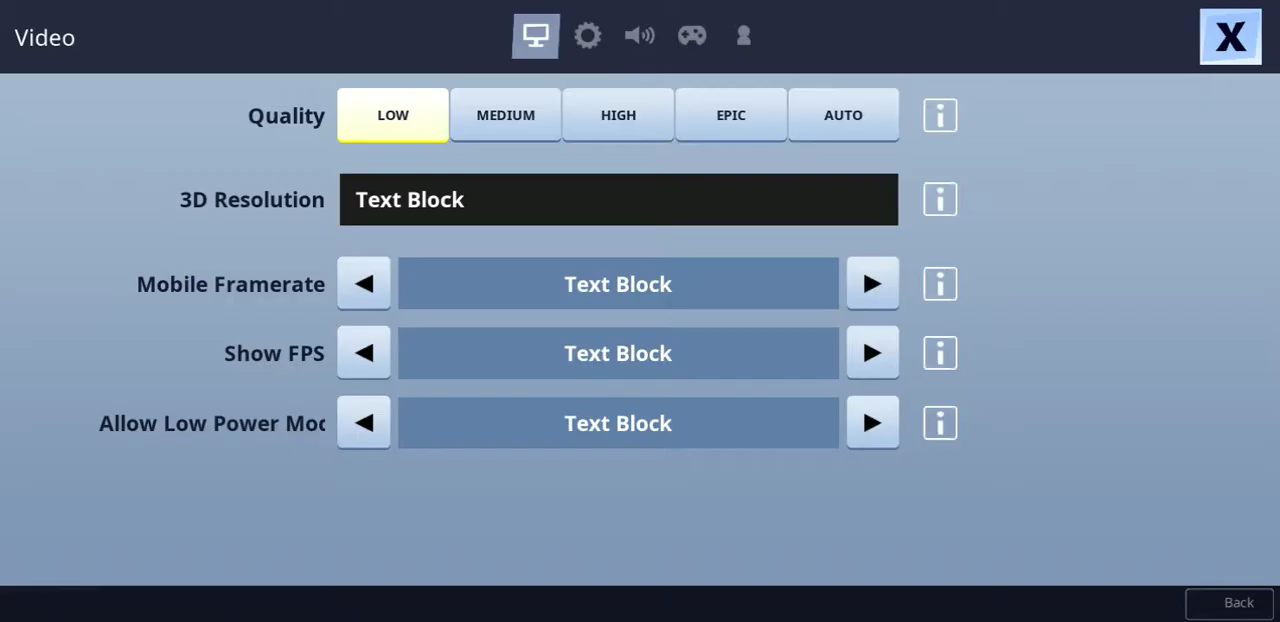 Video
X
Quality LOW MEDIUM HIGH EPIC AUTO
3D Resolution Text Block
Mobile Framerate Text Block
Show FPS Text Block
Allow Low Power Mod Text Block
Back